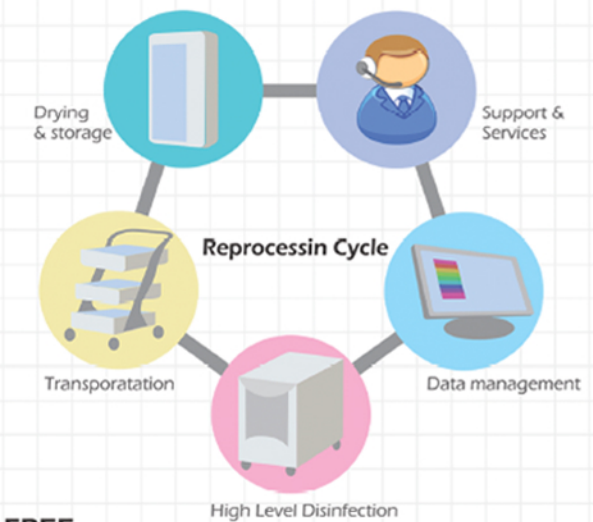 Drying
& storage
Support &
Services
Reprocessin Cycle
Transporatation
Data management
High Level Disinfection